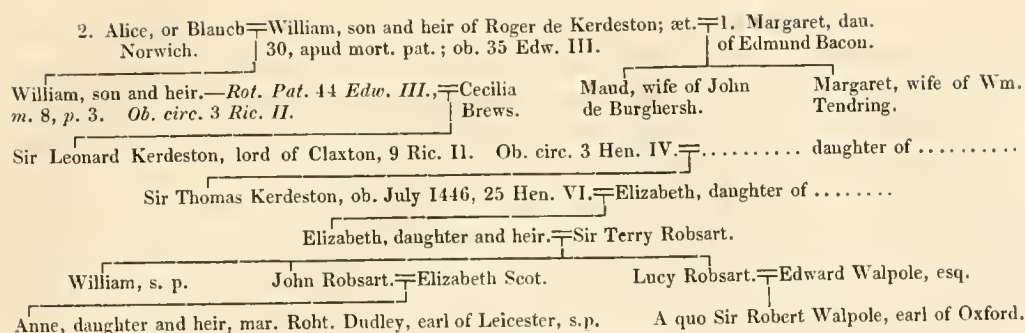 2. Alice, or Blanch William, son and heir of Roger de Kerdeston; æt. 1. Margaret, dau.
Norwich. 30, apud mort. pat.; ob. 35 Edw. III. of Edmund Bacon.
William, son and heir.—Rot. Pat. 44 Edw. III., Cecilia Maud, wife of John Margaret, wife of Wm.
m. 8, p. 3. Ob. circ. 3 Ric. II. Brews. de Burghersh. Tendring.
Sir Leonard Kerdeston, lord of Claxton, 9 Ric. II. Ob. circ. 3 Hen. IV. .......... daughter of ..........
Sir Thomas Kerdeston, ob. July 1446, 25 Hen. VI. Elizabeth, daughter of ........
Elizabeth, daughter and heir. Sir Terry Robsart.
William, s. p. John Robsart. Elizabeth Scot. Lucy Robsart. Edward Walpole, esq.
Anne, daughter and heir, mar. Robt. Dudley, earl of Leicester, s.p. A quo Sir Robert Walpole, earl of Oxford.